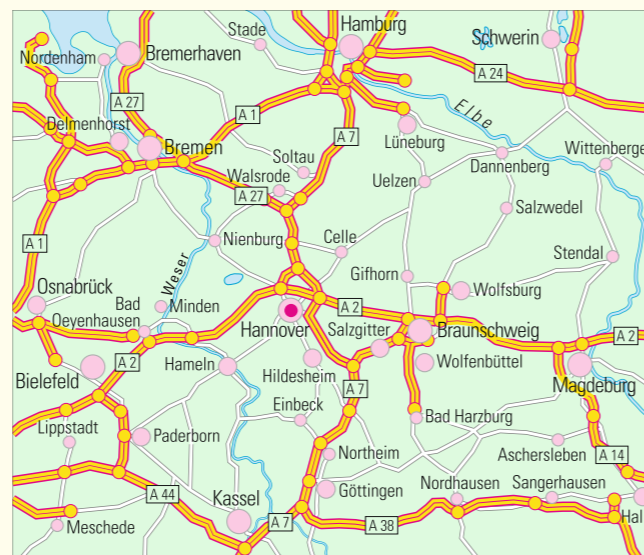 Hamburg
Stade
Schwerin
Nordenham
Bremerhaven
A 24
A 27
A 1
Elbe
Delmenhorst
A 7
Bremen
Lüneburg
Soltau
Dannenberg
Wittenberge
Walsrode
Uelzen
A 27
Salzwedel
A 1
Nienburg
Celle
Weser
Stendal
Gifhorn
Osnabrück
Wolfsburg
Bad
Oeyenhausen
Minden
A 2
Hannover
Salzgitter
Braunschweig
A 2
A 2
Hameln
Hildesheim
Wolfenbüttel
Bielefeld
A 7
Magdeburg
Einbeck
Bad Harzburg
Lippstadt
Paderborn
Northeim
Aschersleben
A 14
Göttingen
Nordhausen
Sangerhausen
A 44
Kassel
Hal
Meschede
A 7
A 38